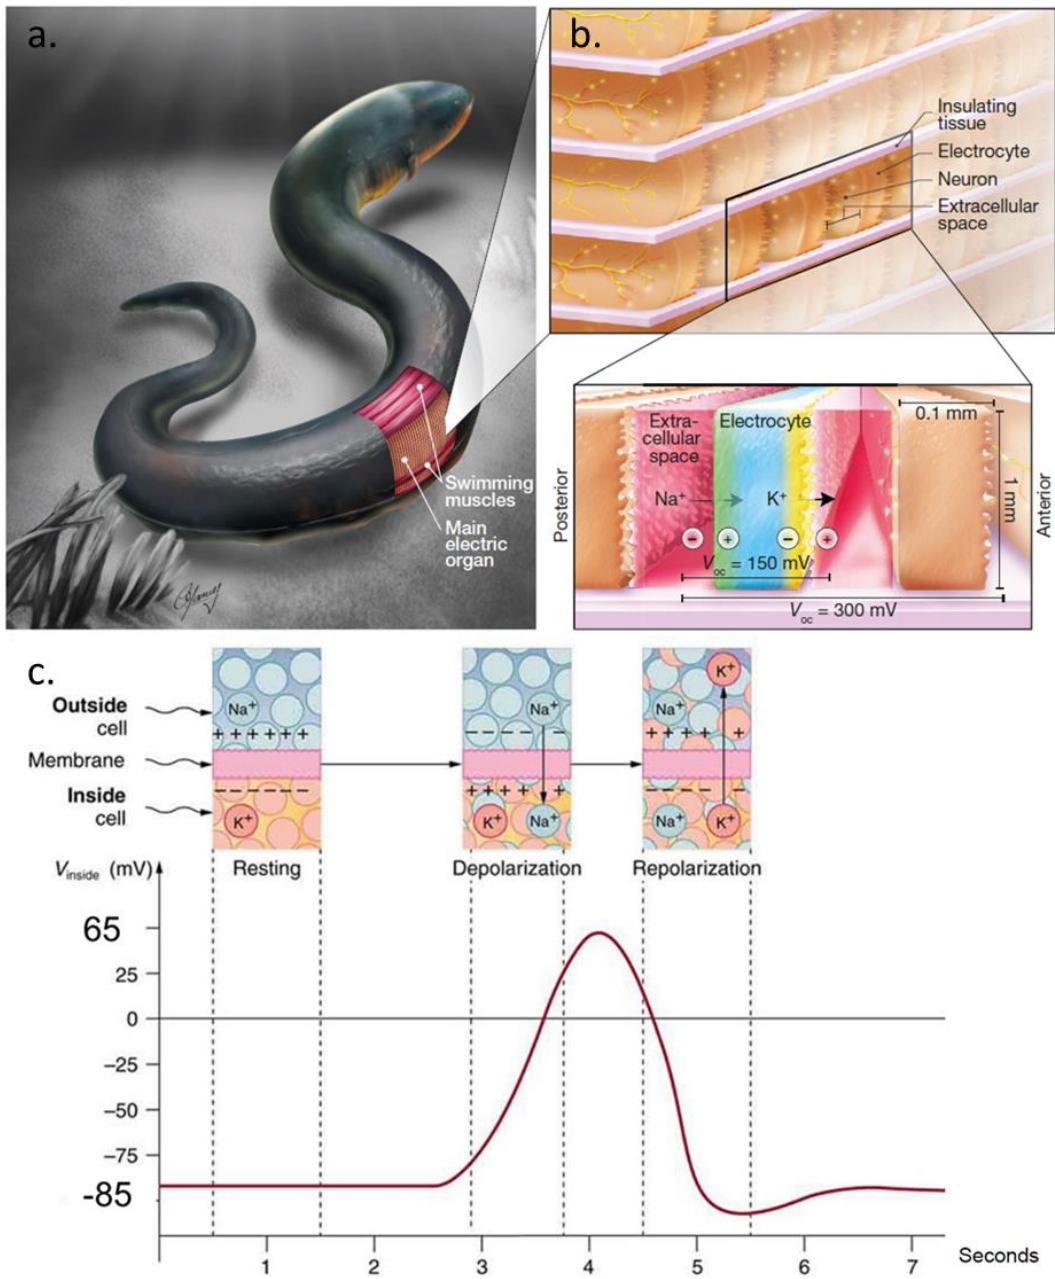 a.
Swimming
muscles
Main
electric
organ
b.
Insulating
tissue
Electrocyte
Neuron
Extracellular
space
Posterior
Extra-
cellular
space
Electrocyte
0.1 mm
Na⁺
K⁺
1 mm
− + − +
Voc = 150 mV
Voc = 300 mV
Anterior
c.
Outside
cell
Membrane
Inside
cell
Na⁺
+ + + + + +
− − − − − −
K⁺
Na⁺
− − − − −
+ + + + +
K⁺ Na⁺
K⁺
Na⁺
+ + + + +
− − − − −
Na⁺ K⁺
Resting
Depolarization
Repolarization
Vinside (mV)
65
25
0
−25
−50
−75
-85
1 2 3 4 5 6 7
Seconds